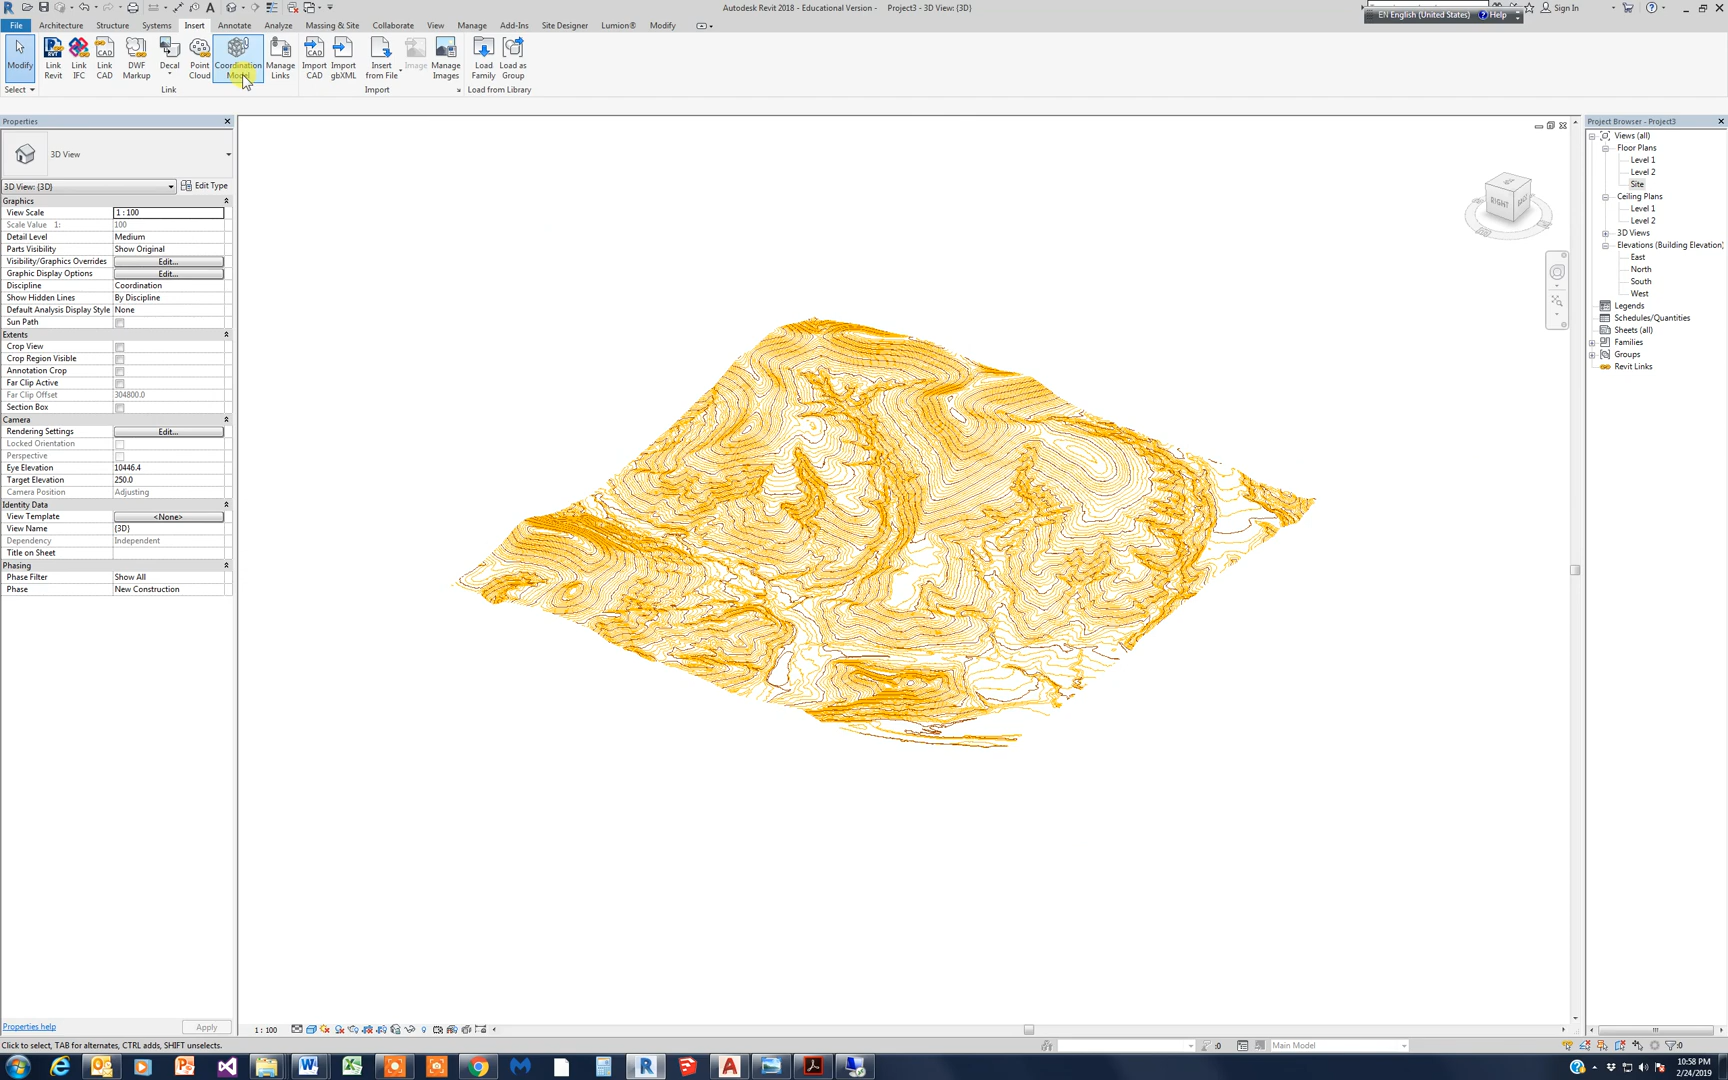 Autodesk Revit 2018 - Educational Version - Project3 - 3D View: {3D}
Sign In
EN English (United States) Help
File Architecture Structure Systems Insert Annotate Analyze Massing & Site Collaborate View Manage Add-Ins Site Designer Lumion® Modify
Modify
Link Revit
Link IFC
Link CAD
DWF Markup
Decal
Point Cloud
Coordination Model
Manage Links
Import CAD
Import gbXML
Insert from File
Image
Manage Images
Load Family
Load as Group
Select
Link
Import
Load from Library
Properties
3D View
3D View: {3D}
Edit Type
Graphics
View Scale 1 : 100
Scale Value 1: 100
Detail Level Medium
Parts Visibility Show Original
Visibility/Graphics Overrides Edit...
Graphic Display Options Edit...
Discipline Coordination
Show Hidden Lines By Discipline
Default Analysis Display Style None
Sun Path
Extents
Crop View
Crop Region Visible
Annotation Crop
Far Clip Active
Far Clip Offset 304800.0
Section Box
Camera
Rendering Settings Edit...
Locked Orientation
Perspective
Eye Elevation 10446.4
Target Elevation 250.0
Camera Position Adjusting
Identity Data
View Template <None>
View Name {3D}
Dependency Independent
Title on Sheet
Phasing
Phase Filter Show All
Phase New Construction
Properties help
Apply
RIGHT
Project Browser - Project3
Views (all)
Floor Plans
Level 1
Level 2
Site
Ceiling Plans
Level 1
Level 2
3D Views
Elevations (Building Elevation)
East
North
South
West
Legends
Schedules/Quantities
Sheets (all)
Families
Groups
Revit Links
1 : 100
Click to select, TAB for alternates, CTRL adds, SHIFT unselects.
:0
Main Model
:0
10:58 PM
2/24/2019